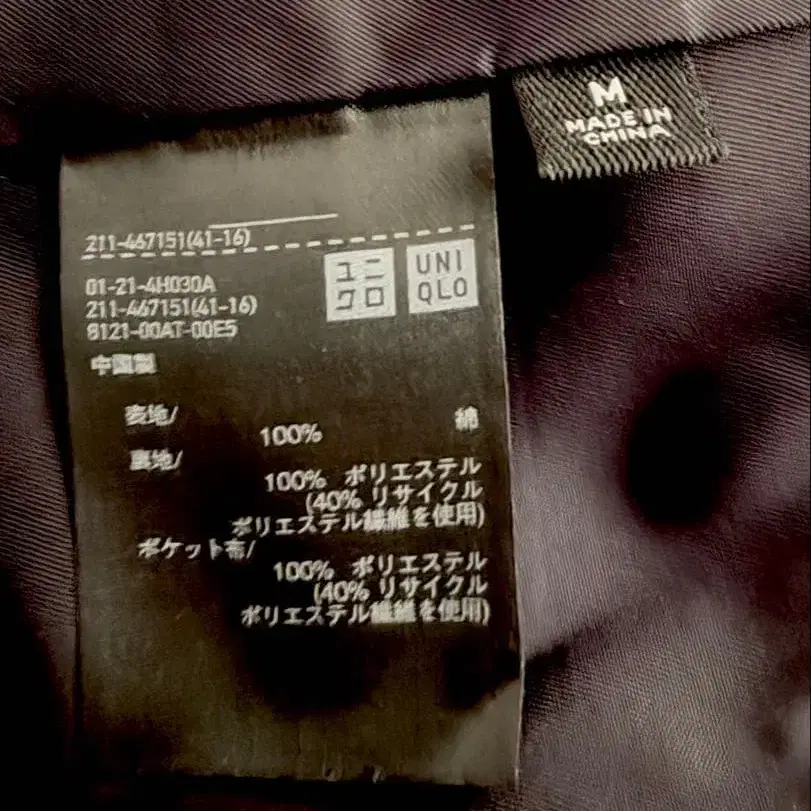 M
MADE IN
CHINA
211-467151(41-16)
ユニ
クロ
UNI
QLO
01-21-4H030A
211-467151(41-16)
8121-00AT-00E5
中国製
表地/
綿
100%
裏地/
100% ポリエステル
(40% リサイクル
ポリエステル繊維を使用)
ポケット布/
100% ポリエステル
(40% リサイクル
ポリエステル繊維を使用)